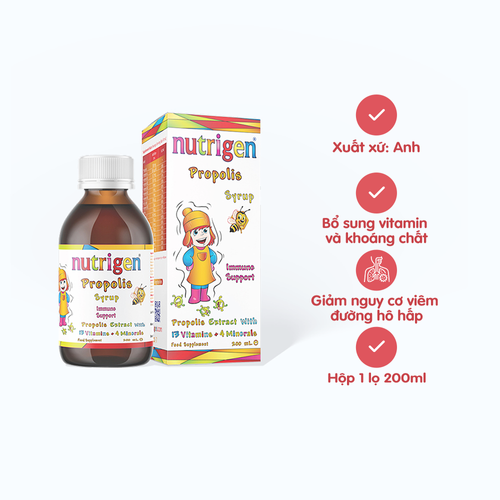 nutrigen®
Propolis
Syrup
Immune
Support
Propolis Extract with
13 Vitamins + 4 Minerals
Food Supplement
200 mL e
nutrigen®
Propolis
Syrup
Immune
Support
Propolis Extract with
13 Vitamins + 4 Minerals
Food Supplement 200 mL e
Xuất xứ: Anh
Bổ sung vitamin
và khoáng chất
Giảm nguy cơ viêm
đường hô hấp
Hộp 1 lọ 200ml